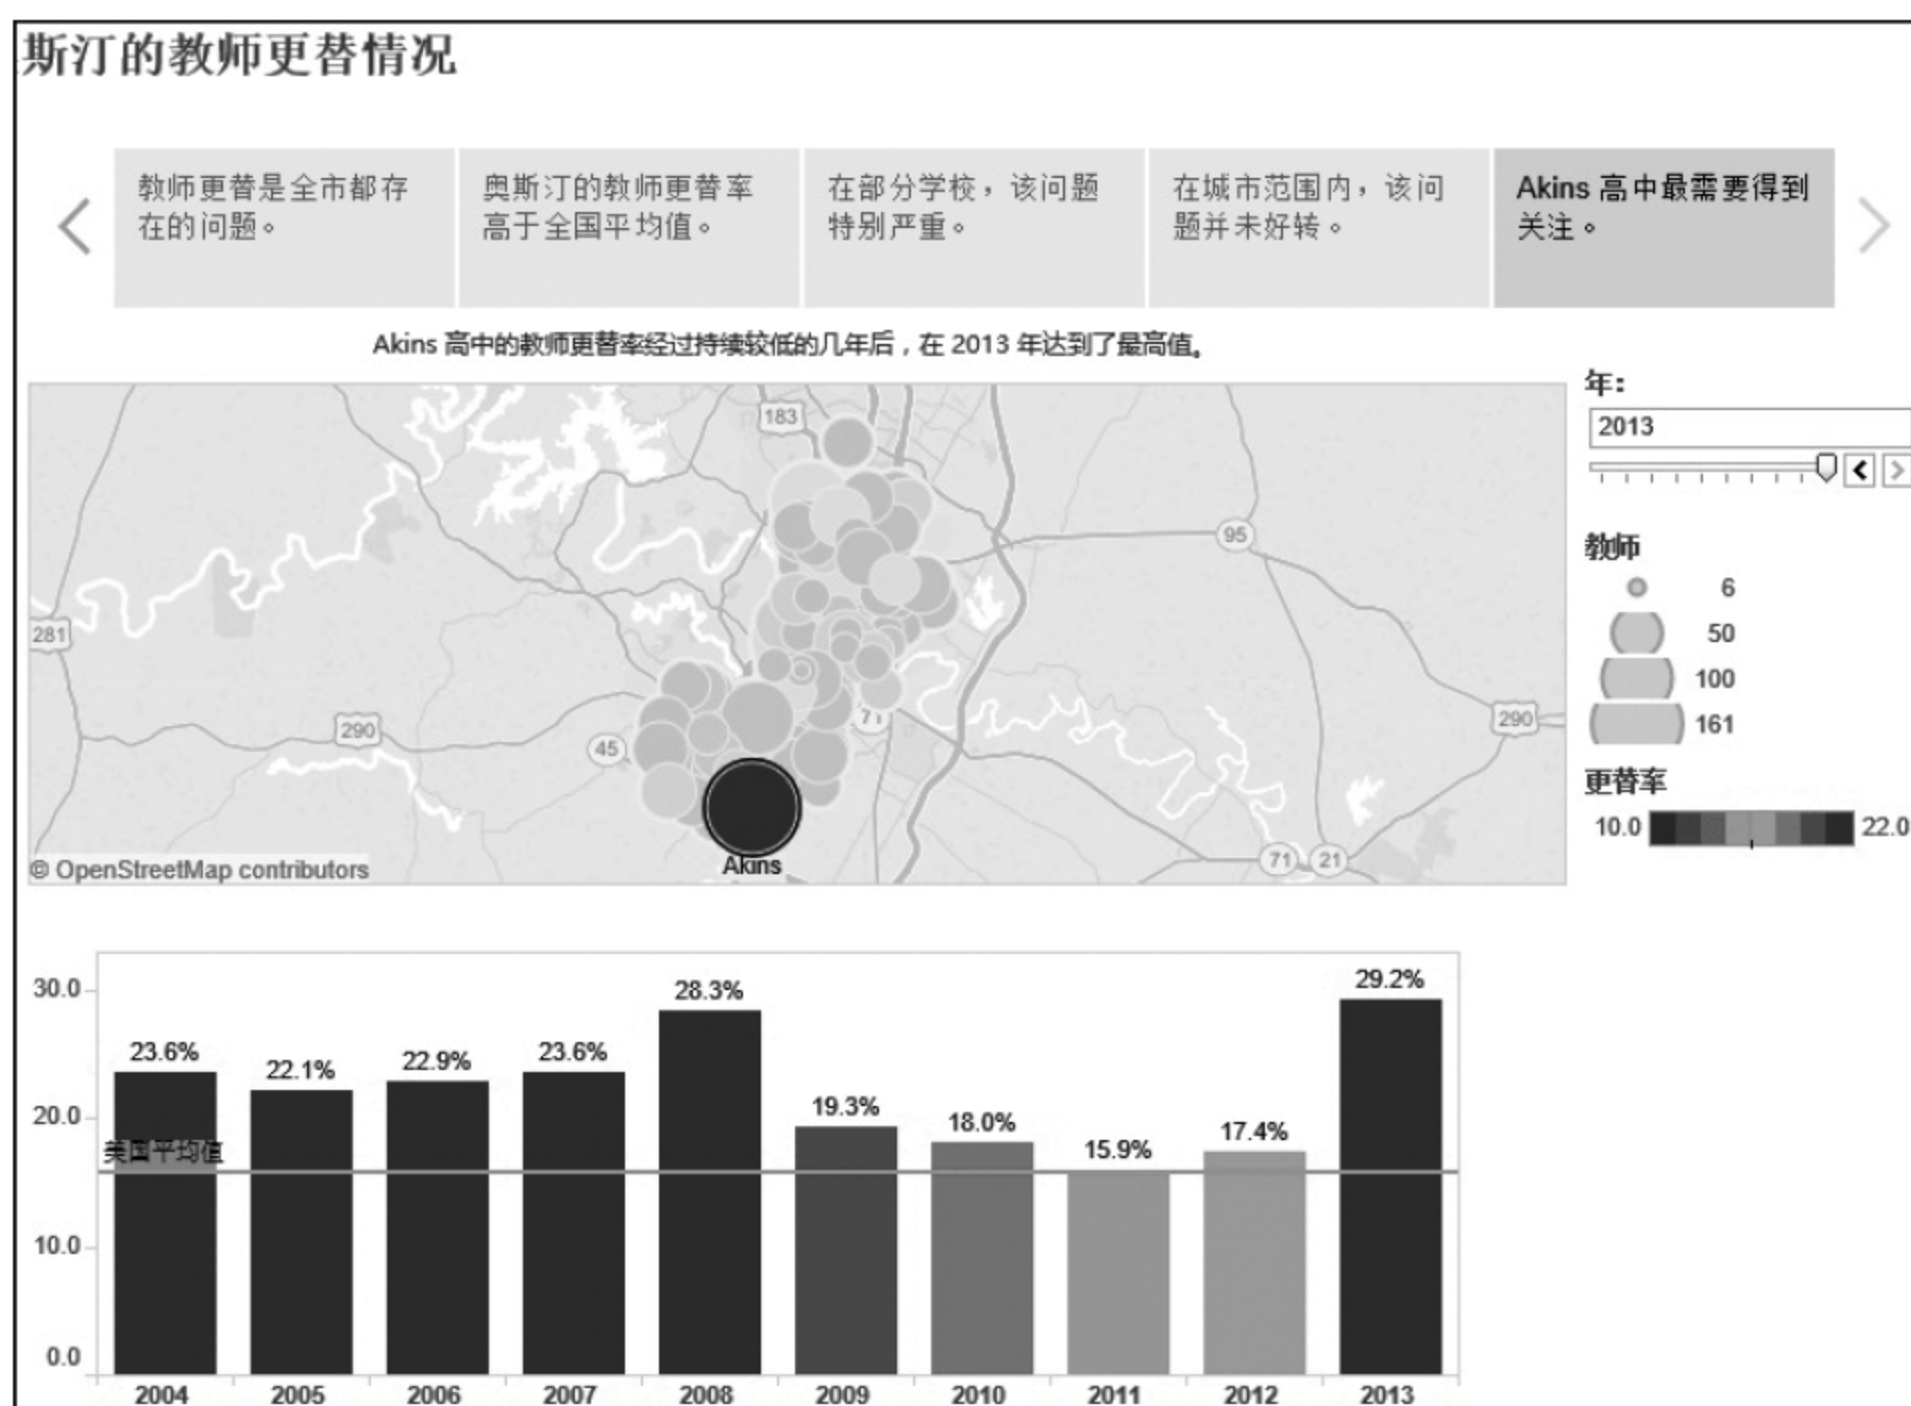 斯汀的教师更替情况
教师更替是全市都存
在的问题。
奥斯汀的教师更替率
高于全国平均值。
在部分学校，该问题
特别严重。
在城市范围内，该问
题并未好转。
Akins 高中最需要得到
关注。
Akins 高中的教师更替率经过持续较低的几年后，在 2013 年达到了最高值。
年:
2013
教师
6
50
100
161
更替率
10.0
22.0
183
95
281
290
45
71
290
71
21
Akins
© OpenStreetMap contributors
30.0
20.0
10.0
0.0
美国平均值
23.6%
22.1%
22.9%
23.6%
28.3%
19.3%
18.0%
15.9%
17.4%
29.2%
2004
2005
2006
2007
2008
2009
2010
2011
2012
2013